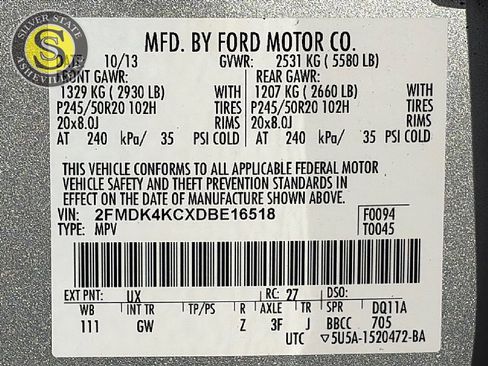 SILVER STATE
S
ASHEVILLE
MFD. BY FORD MOTOR CO.
DATE: 10/13 GVWR: 2531 KG ( 5580 LB)
FRONT GAWR: REAR GAWR:
1329 KG ( 2930 LB) WITH 1207 KG ( 2660 LB) WITH
P245/50R20 102H TIRES P245/50R20 102H TIRES
20x8.0J RIMS 20x8.0J RIMS
AT 240 kPa/ 35 PSI COLD AT 240 kPa/ 35 PSI COLD
THIS VEHICLE CONFORMS TO ALL APPLICABLE FEDERAL MOTOR
VEHICLE SAFETY AND THEFT PREVENTION STANDARDS IN
EFFECT ON THE DATE OF MANUFACTURE SHOWN ABOVE.
VIN: 2FMDK4KCXDBE16518 F0094
TYPE: MPV T0045
EXT PNT: UX RC: 27 DSO:
WB INT TR TP/PS R AXLE TR SPR DQ11A
111 GW Z 3F J BBCC 705
UTC ▽5U5A-1520472-BA